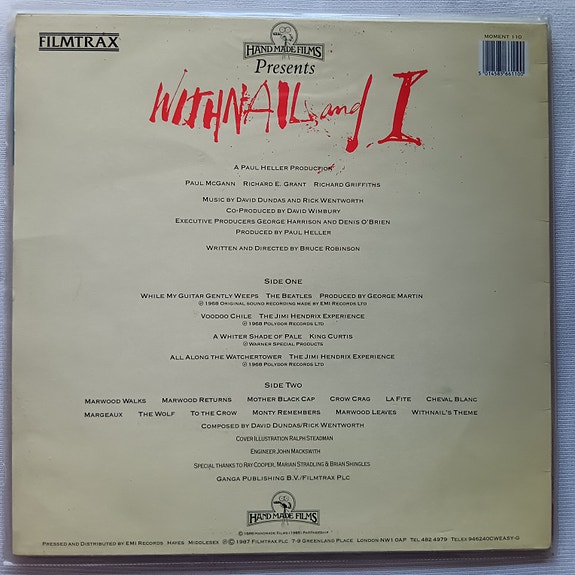 FILMTRAX
HAND MADE FILMS
Presents
MOMENT 110
5 014585 661100
WITHNAIL and I
A PAUL HELLER PRODUCTION
PAUL MCGANN RICHARD E. GRANT RICHARD GRIFFITHS
MUSIC BY DAVID DUNDAS AND RICK WENTWORTH
CO-PRODUCED BY DAVID WIMBURY
EXECUTIVE PRODUCERS GEORGE HARRISON AND DENIS O'BRIEN
PRODUCED BY PAUL HELLER
WRITTEN AND DIRECTED BY BRUCE ROBINSON
SIDE ONE
WHILE MY GUITAR GENTLY WEEPS THE BEATLES PRODUCED BY GEORGE MARTIN
℗ 1968 ORIGINAL SOUND RECORDING MADE BY EMI RECORDS LTD
VOODOO CHILE THE JIMI HENDRIX EXPERIENCE
℗ 1968 POLYDOR RECORDS LTD
A WHITER SHADE OF PALE KING CURTIS
℗ WARNER SPECIAL PRODUCTS
ALL ALONG THE WATCHERTOWER THE JIMI HENDRIX EXPERIENCE
℗ 1968 POLYDOR RECORDS LTD
SIDE TWO
MARWOOD WALKS MARWOOD RETURNS MOTHER BLACK CAP CROW CRAG LA FITE CHEVAL BLANC
MARGEAUX THE WOLF TO THE CROW MONTY REMEMBERS MARWOOD LEAVES WITHNAIL'S THEME
COMPOSED BY DAVID DUNDAS/RICK WENTWORTH
COVER ILLUSTRATION RALPH STEADMAN
ENGINEER JOHN MACKSWITH
SPECIAL THANKS TO RAY COOPER, MARIAN STRADLING & BRIAN SHINGLES
GANGA PUBLISHING B.V./FILMTRAX PLC
HAND MADE FILMS
PRESSED AND DISTRIBUTED BY EMI RECORDS HAYES MIDDLESEX ℗ © 1987 FILMTRAX PLC 7-9 GREENLAND PLACE LONDON NW1 0AP TEL 482 4979 TELEX 946240CWEASY-G